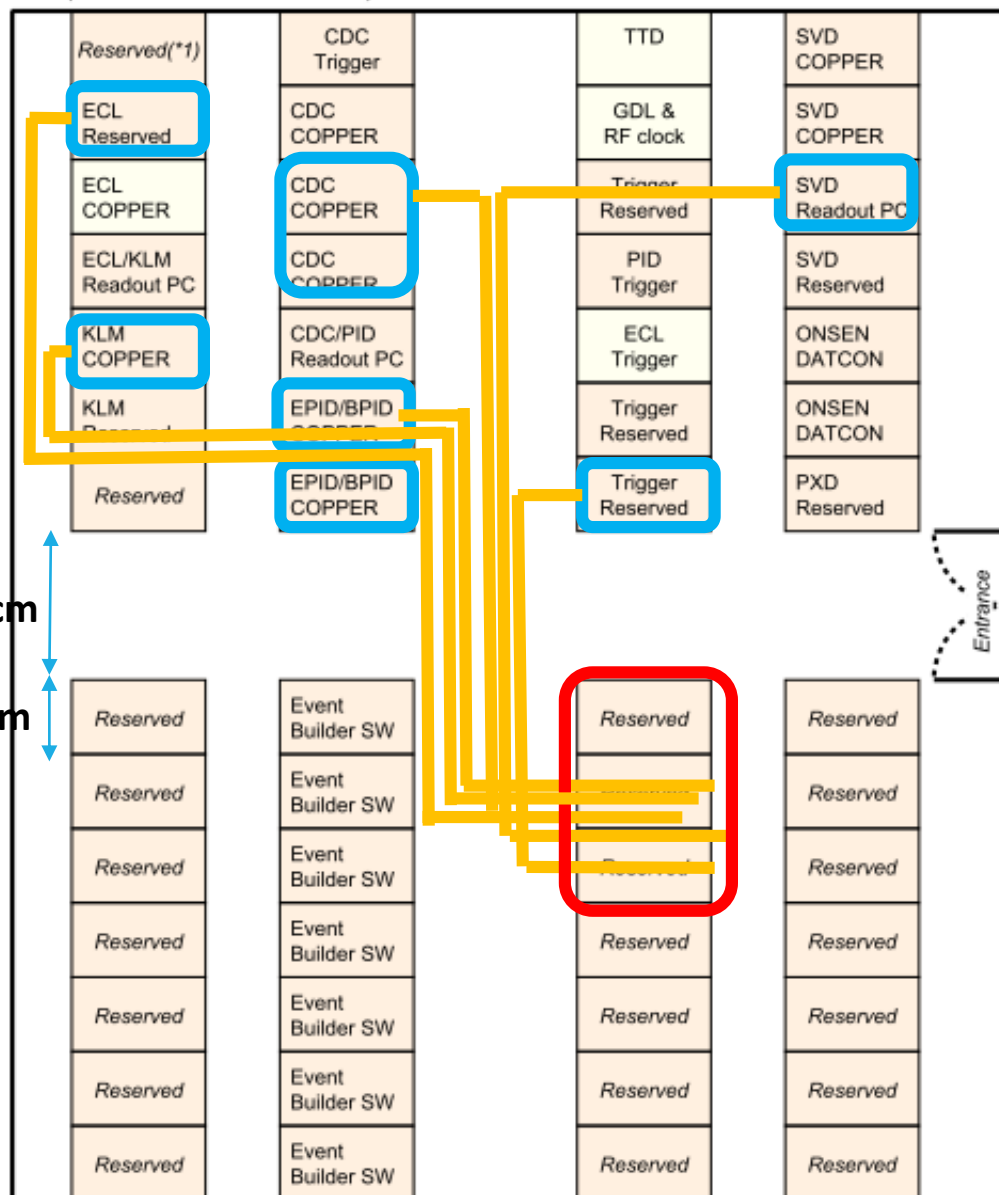 Reserved(*1)
ECL
Reserved
ECL
COPPER
ECL/KLM
Readout PC
KLM
COPPER
KLM
Reserved
Reserved
CDC
Trigger
CDC
COPPER
CDC
COPPER
CDC
COPPER
CDC/PID
Readout PC
EPID/BPID
COPPER
EPID/BPID
COPPER
TTD
GDL &
RF clock
Trigger
Reserved
PID
Trigger
ECL
Trigger
Trigger
Reserved
Trigger
Reserved
SVD
COPPER
SVD
COPPER
SVD
Readout PC
SVD
Reserved
ONSEN
DATCON
ONSEN
DATCON
PXD
Reserved
Entrance
cm
m
Reserved
Reserved
Reserved
Reserved
Reserved
Reserved
Reserved
Event
Builder SW
Event
Builder SW
Event
Builder SW
Event
Builder SW
Event
Builder SW
Event
Builder SW
Event
Builder SW
Reserved
Reserved
Reserved
Reserved
Reserved
Reserved
Reserved
Reserved
Reserved
Reserved
Reserved
Reserved
Reserved